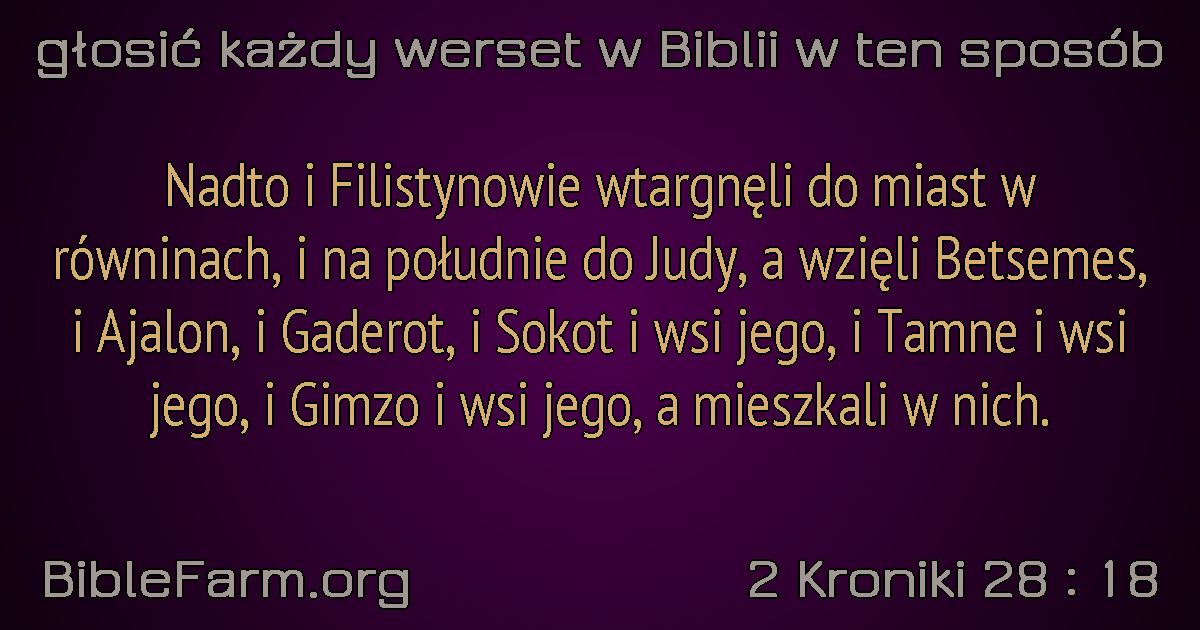 głosić każdy werset w Biblii w ten sposób
Nadto i Filistynowie wtargnęli do miast w
równinach, i na południe do Judy, a wzięli Betsemes,
i Ajalon, i Gaderot, i Sokot i wsi jego, i Tamne i wsi
jego, i Gimzo i wsi jego, a mieszkali w nich.
BibleFarm.org
2 Kroniki 28 : 18